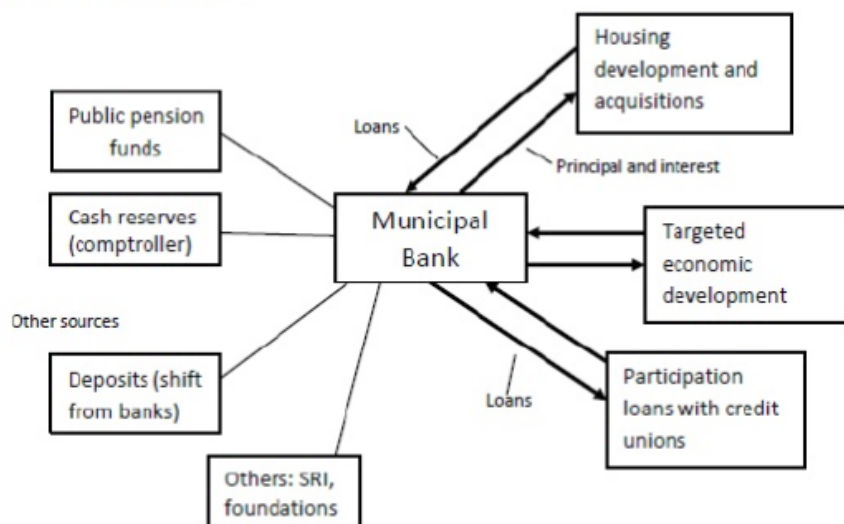 Housing
development and
acquisitions
Public pension
funds
Loans
Principal and interest
Cash reserves
(comptroller)
Municipal
Bank
Targeted
economic
development
Other sources
Deposits (shift
from banks)
Loans
Participation
loans with credit
unions
Others: SRI,
foundations